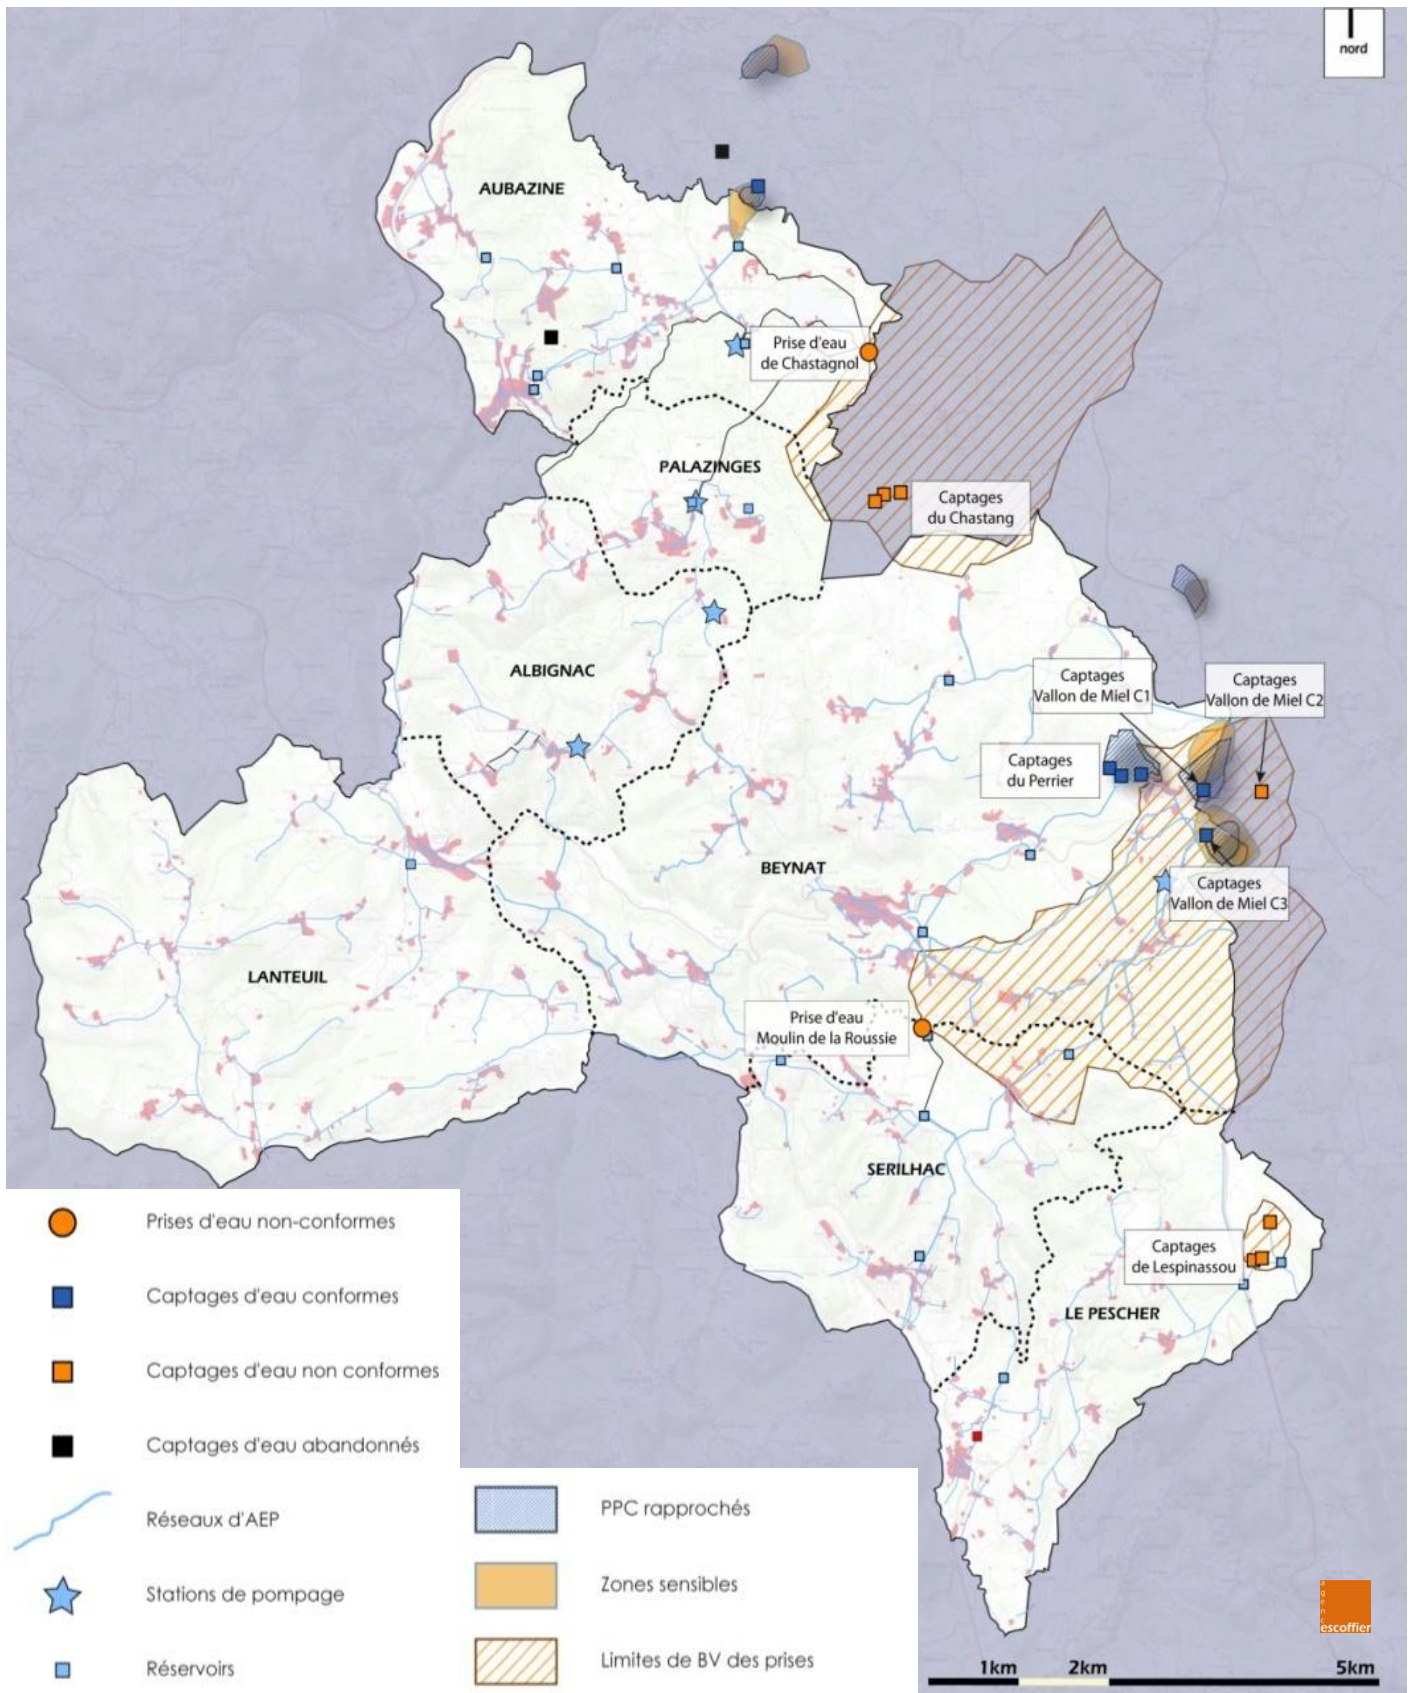 nord
AUBAZINE
Prise d'eau
de Chastagnol
PALAZINGES
Captages
du Chastang
ALBIGNAC
Captages
Vallon de Miel C1
Captages
Vallon de Miel C2
Captages
du Perrier
BEYNAT
Captages
Vallon de Miel C3
LANTEUIL
Prise d'eau
Moulin de la Roussie
SERILHAC
Captages
de Lespinassou
LE PESCHER
Prises d'eau non-conformes
Captages d'eau conformes
Captages d'eau non conformes
Captages d'eau abandonnés
Réseaux d'AEP
Stations de pompage
Réservoirs
PPC rapprochés
Zones sensibles
Limites de BV des prises
agence
escoffier
1km 2km 5km